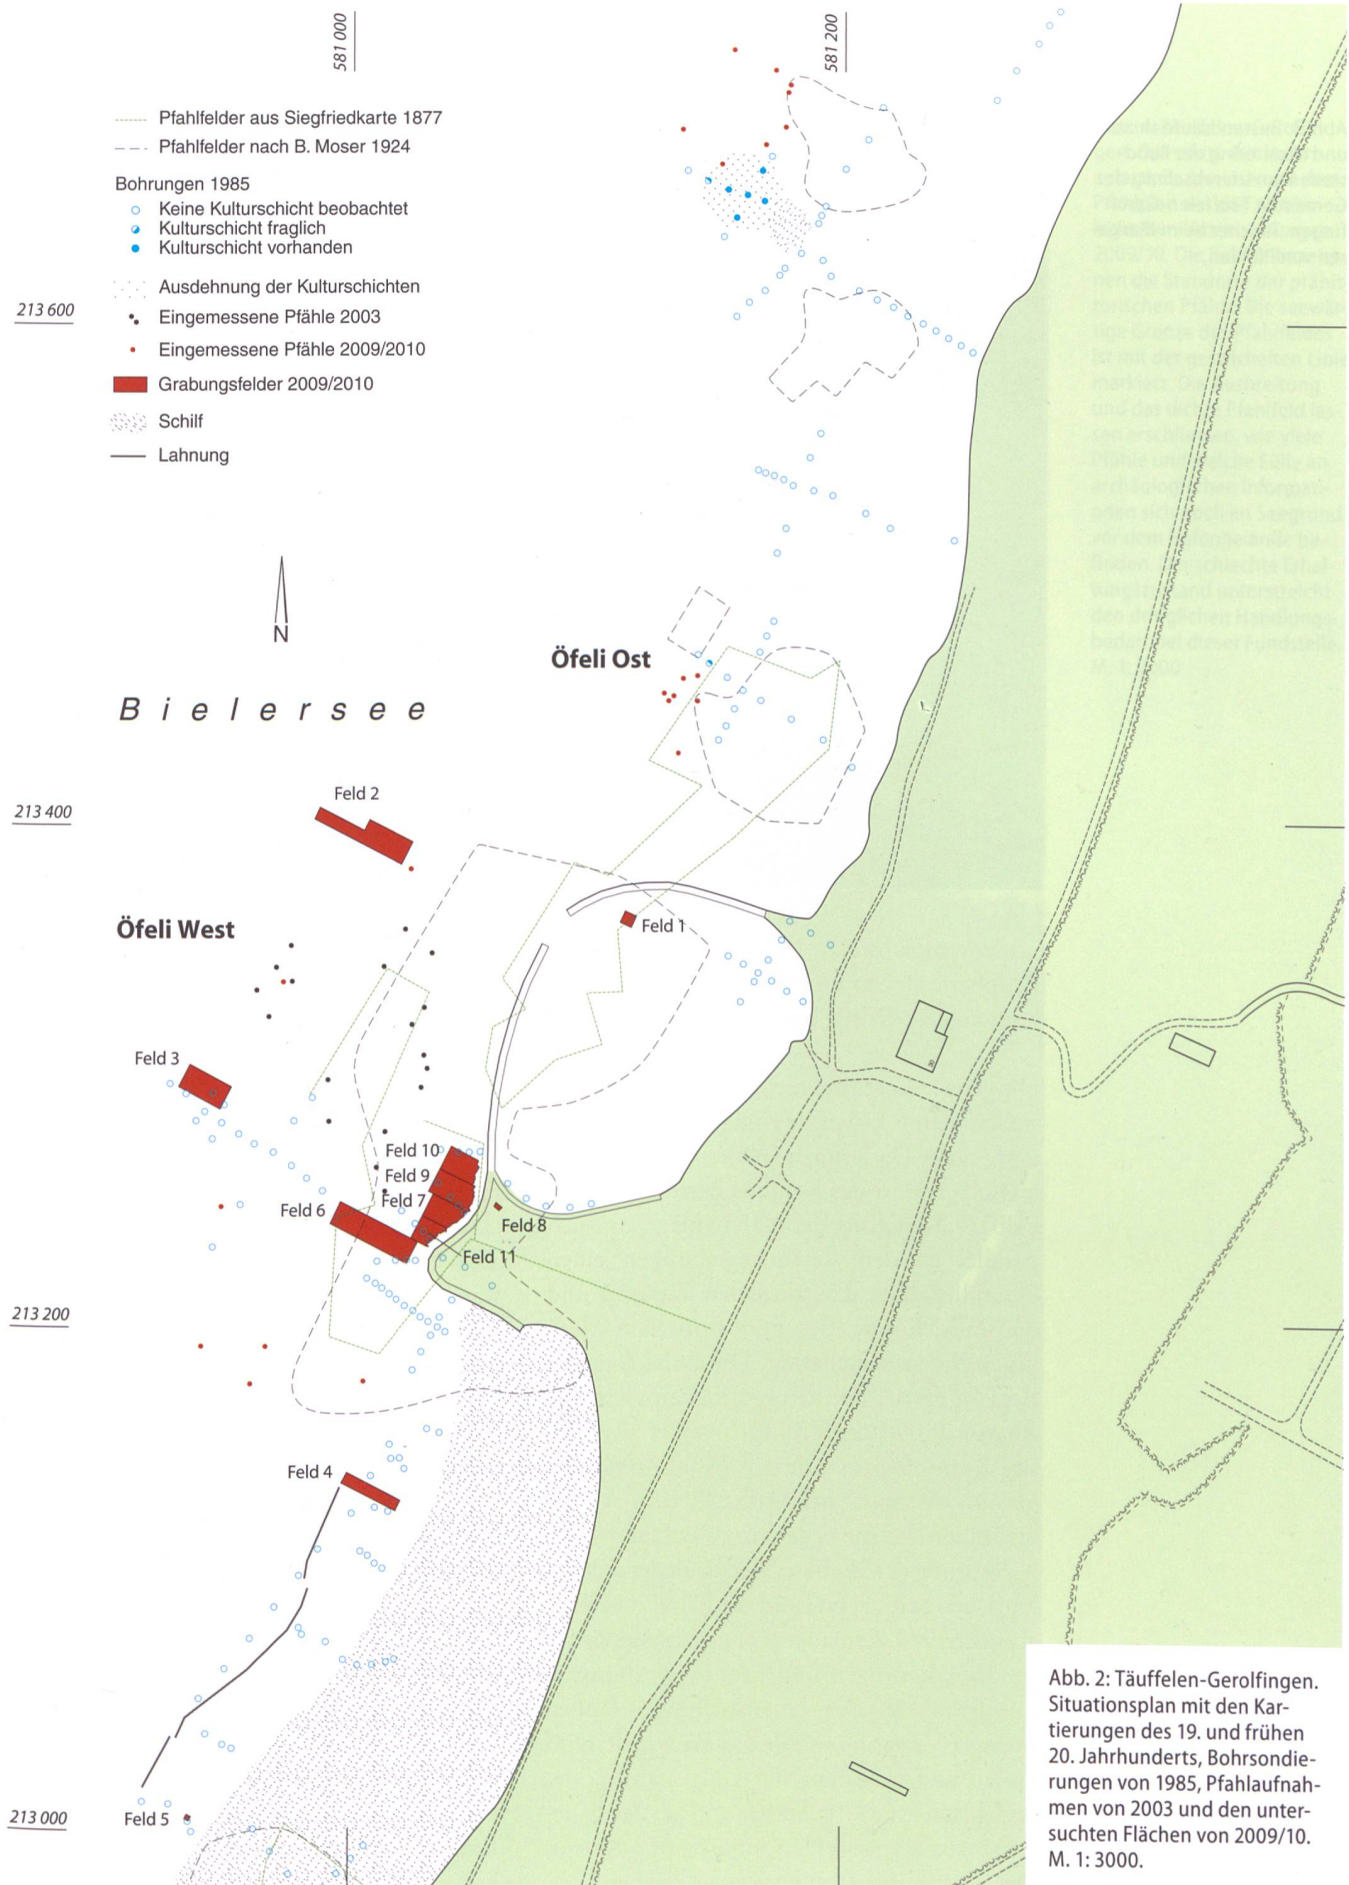 581 000
581 200
Pfahlfelder aus Siegfriedkarte 1877
Pfahlfelder nach B. Moser 1924
Bohrungen 1985
Keine Kulturschicht beobachtet
Kulturschicht fraglich
Kulturschicht vorhanden
Ausdehnung der Kulturschichten
Eingemessene Pfähle 2003
Eingemessene Pfähle 2009/2010
Grabungsfelder 2009/2010
Schilf
Lahnung
213 600
N
Öfeli Ost
Bielersee
Feld 2
213 400
Feld 1
Öfeli West
Feld 3
Feld 10
Feld 9
Feld 7
Feld 6
Feld 8
Feld 11
213 200
Feld 4
Feld 5
213 000
Abb. 2: Täuffelen-Gerolfingen.
Situationsplan mit den Kar-
tierungen des 19. und frühen
20. Jahrhunderts, Bohrsondie-
rungen von 1985, Pfahlaufnah-
men von 2003 und den unter-
suchten Flächen von 2009/10.
M. 1: 3000.